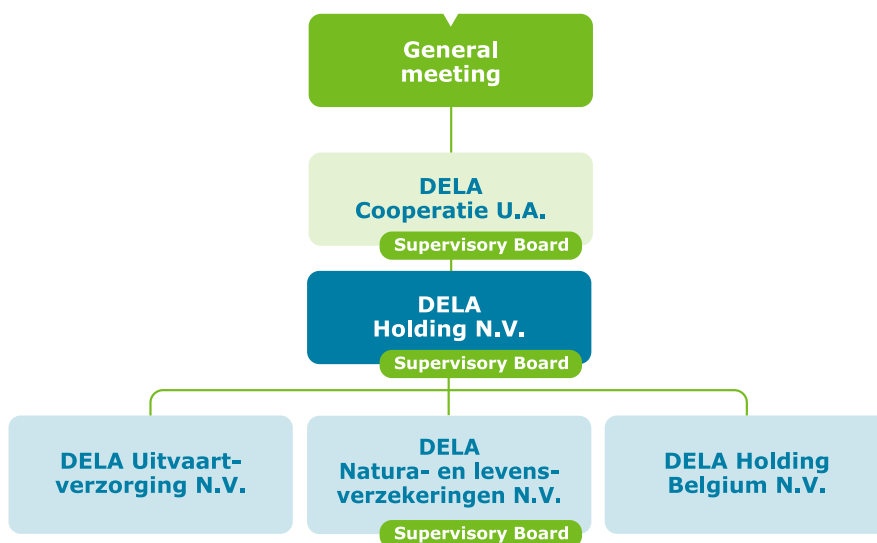 General
meeting
DELA
Cooperatie U.A.
Supervisory Board
DELA
Holding N.V.
Supervisory Board
DELA Uitvaart-
verzorging N.V.
DELA
Natura- en levens-
verzekeringen N.V.
Supervisory Board
DELA Holding
Belgium N.V.